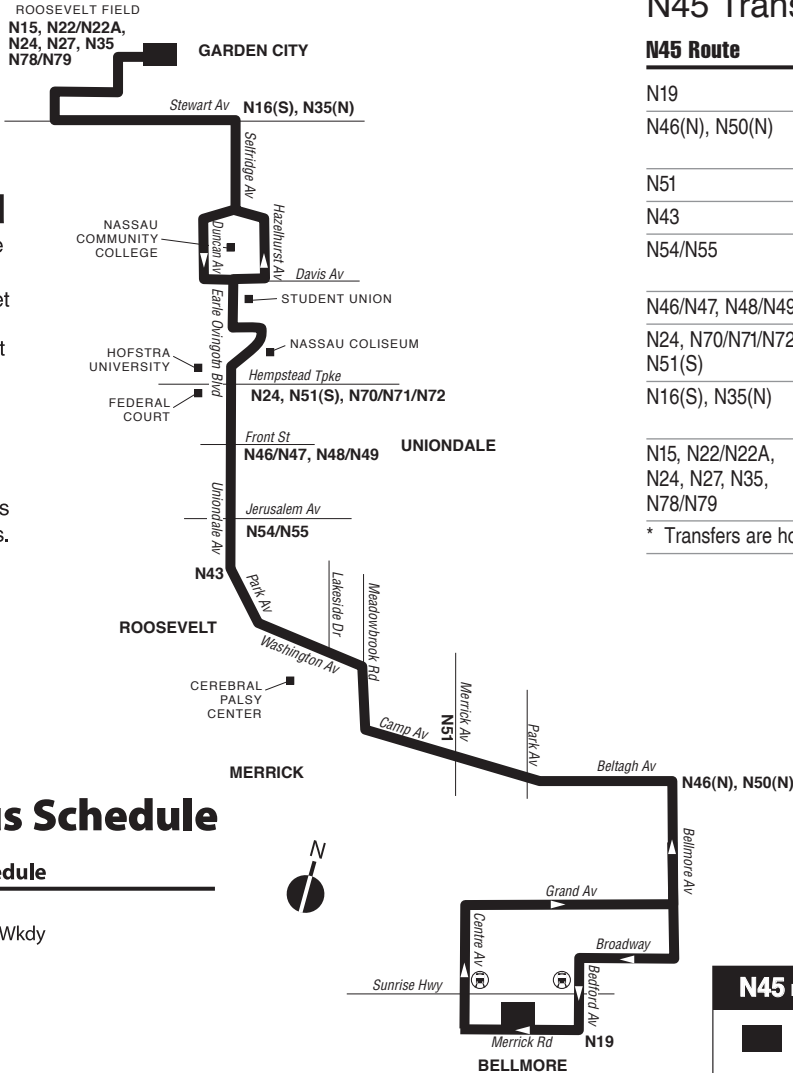 ROOSEVELT FIELD
N15, N22/N22A,
N24, N27, N35
N78/N79
GARDEN CITY
Stewart Av
N16(S), N35(N)
Selfridge Av
NASSAU
COMMUNITY
COLLEGE
Duncan Av
Hazelhurst Av
Davis Av
STUDENT UNION
Earle Ovingotn Blvd
NASSAU COLISEUM
HOFSTRA
UNIVERSITY
Hempstead Tpke
N24, N51(S), N70/N71/N72
FEDERAL
COURT
Front St
N46/N47, N48/N49
UNIONDALE
Uniondale Av
Jerusalem Av
N54/N55
N43
Park Av
Lakeside Dr
Meadowbrook Rd
ROOSEVELT
Washington Av
CEREBRAL
PALSY
CENTER
Camp Av
N51
Merrick Av
Park Av
MERRICK
Beltagh Av
N46(N), N50(N)
Bellmore Av
N
Grand Av
Centre Av
Broadway
Bedford Av
Sunrise Hwy
Merrick Rd
N19
BELLMORE
N45 Trans
N45 Route
N19
N46(N), N50(N)
N51
N43
N54/N55
N46/N47, N48/N49
N24, N70/N71/N72
N51(S)
N16(S), N35(N)
N15, N22/N22A,
N24, N27, N35,
N78/N79
* Transfers are ho
e
et
t
s
s.
us Schedule
edule
Wkdy
N45